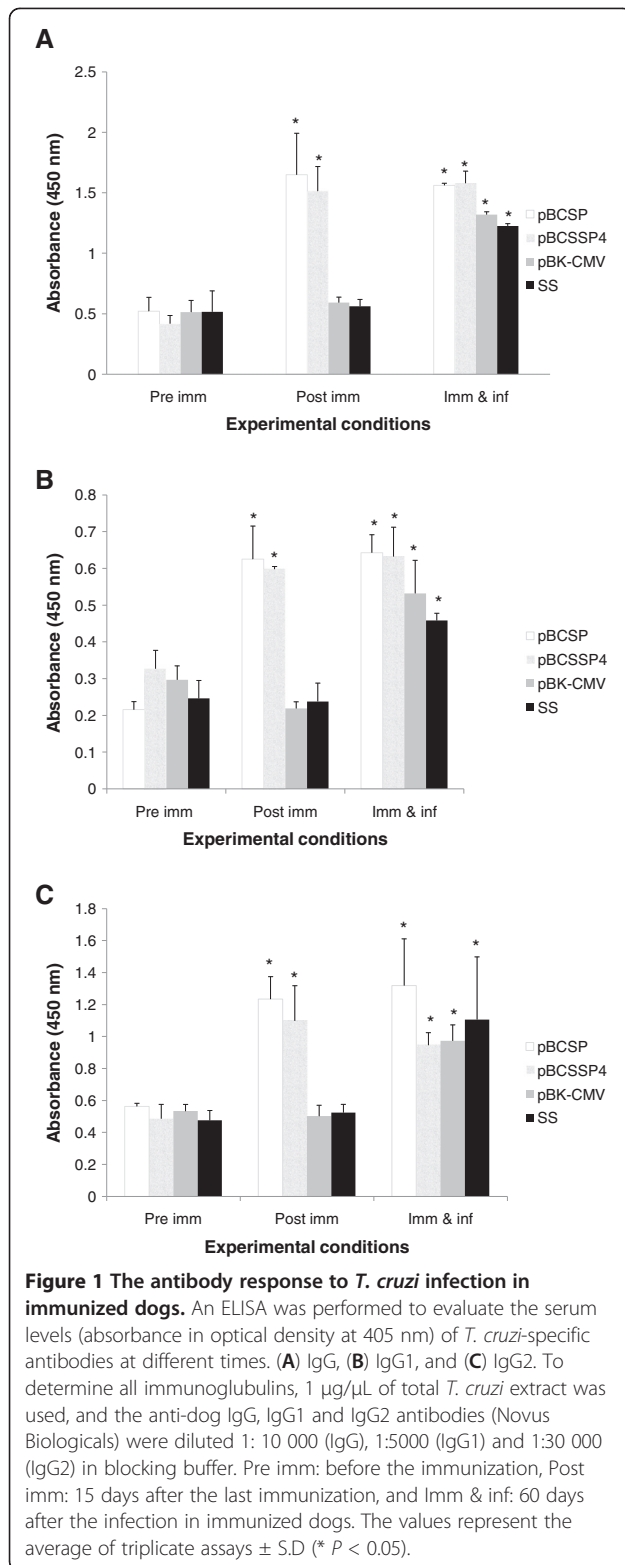 A
2.5
2
1.5
1
0.5
0
Absorbance (450 nm)
* * * * * *
Pre imm Post imm Imm & inf
Experimental conditions
pBCSP
pBCSSP4
pBK-CMV
SS
B
0.8
0.7
0.6
0.5
0.4
0.3
0.2
0.1
0
Absorbance (450 nm)
* * * * * *
Pre imm Post imm Imm & inf
Experimental conditions
pBCSP
pBCSSP4
pBK-CMV
SS
C
1.8
1.6
1.4
1.2
1
0.8
0.6
0.4
0.2
0
Absorbance (450 nm)
* * * * * *
Pre imm Post imm Imm & inf
Experimental conditions
pBCSP
pBCSSP4
pBK-CMV
SS
Figure 1 The antibody response to T. cruzi infection in
immunized dogs. An ELISA was performed to evaluate the serum
levels (absorbance in optical density at 405 nm) of T. cruzi-specific
antibodies at different times. (A) IgG, (B) IgG1, and (C) IgG2. To
determine all immunoglubulins, 1 μg/μL of total T. cruzi extract was
used, and the anti-dog IgG, IgG1 and IgG2 antibodies (Novus
Biologicals) were diluted 1: 10 000 (IgG), 1:5000 (IgG1) and 1:30 000
(IgG2) in blocking buffer. Pre imm: before the immunization, Post
imm: 15 days after the last immunization, and Imm & inf: 60 days
after the infection in immunized dogs. The values represent the
average of triplicate assays ± S.D (* P < 0.05).